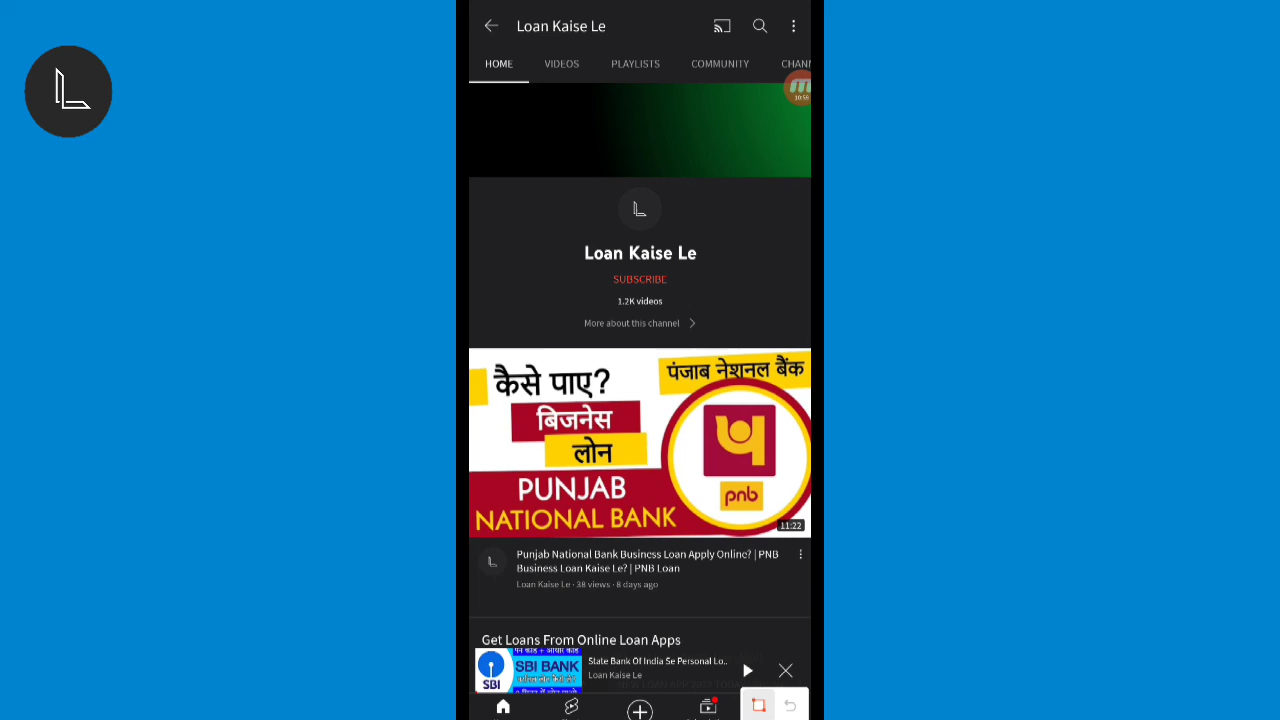 Loan Kaise Le
HOME VIDEOS PLAYLISTS COMMUNITY CHANN
10:56
Loan Kaise Le
SUBSCRIBE
1.2K videos
More about this channel
कैसे पाए?
पंजाब नेशनल बैंक
बिजनेस
लोन
PUNJAB
NATIONAL BANK
pnb
11:22
Punjab National Bank Business Loan Apply Online? | PNB
Business Loan Kaise Le? | PNB Loan
Loan Kaise Le · 38 views · 8 days ago
Get Loans From Online Loan Apps
SBI BANK
SBI
State Bank Of India Se Personal Lo..
Loan Kaise Le